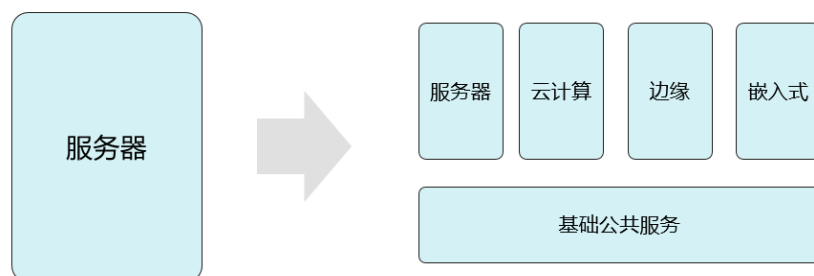 服务器
服务器
云计算
边缘
嵌入式
基础公共服务